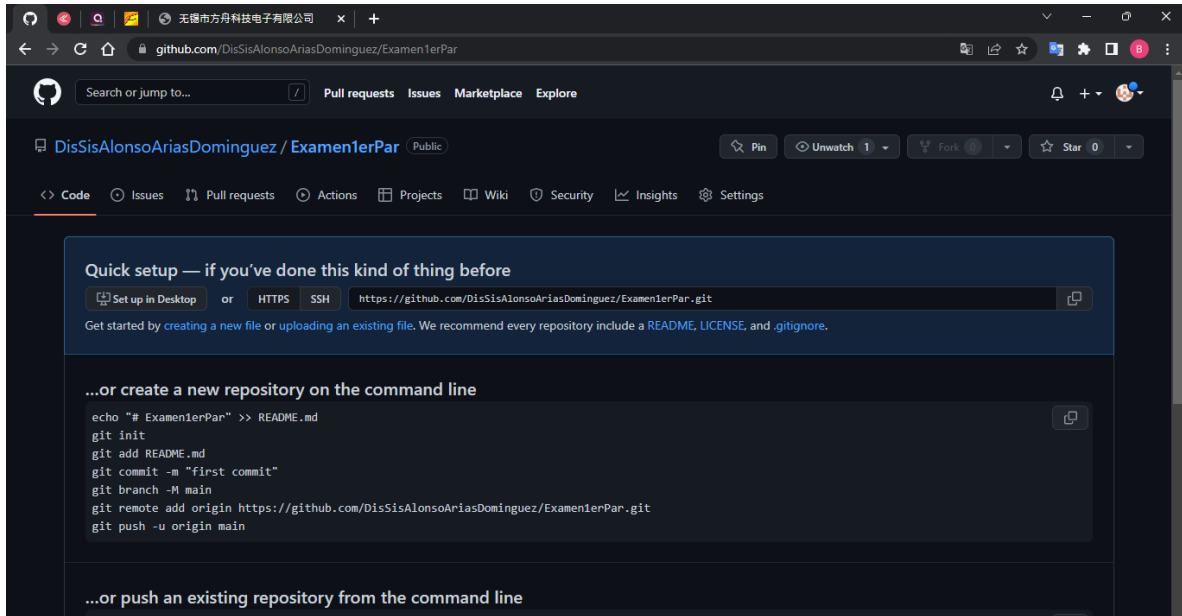 无锡市方舟科技电子有限公司
github.com/DisSisAlonsoAriasDominguez/Examen1erPar
B
Search or jump to... /
Pull requests Issues Marketplace Explore
DisSisAlonsoAriasDominguez / Examen1erPar Public
Pin Unwatch 1 Fork 0 Star 0
<> Code Issues Pull requests Actions Projects Wiki Security Insights Settings
Quick setup — if you've done this kind of thing before
Set up in Desktop or HTTPS SSH https://github.com/DisSisAlonsoAriasDominguez/Examen1erPar.git
Get started by creating a new file or uploading an existing file. We recommend every repository include a README, LICENSE, and .gitignore.
...or create a new repository on the command line
echo "# Examen1erPar" >> README.md
git init
git add README.md
git commit -m "first commit"
git branch -M main
git remote add origin https://github.com/DisSisAlonsoAriasDominguez/Examen1erPar.git
git push -u origin main
...or push an existing repository from the command line